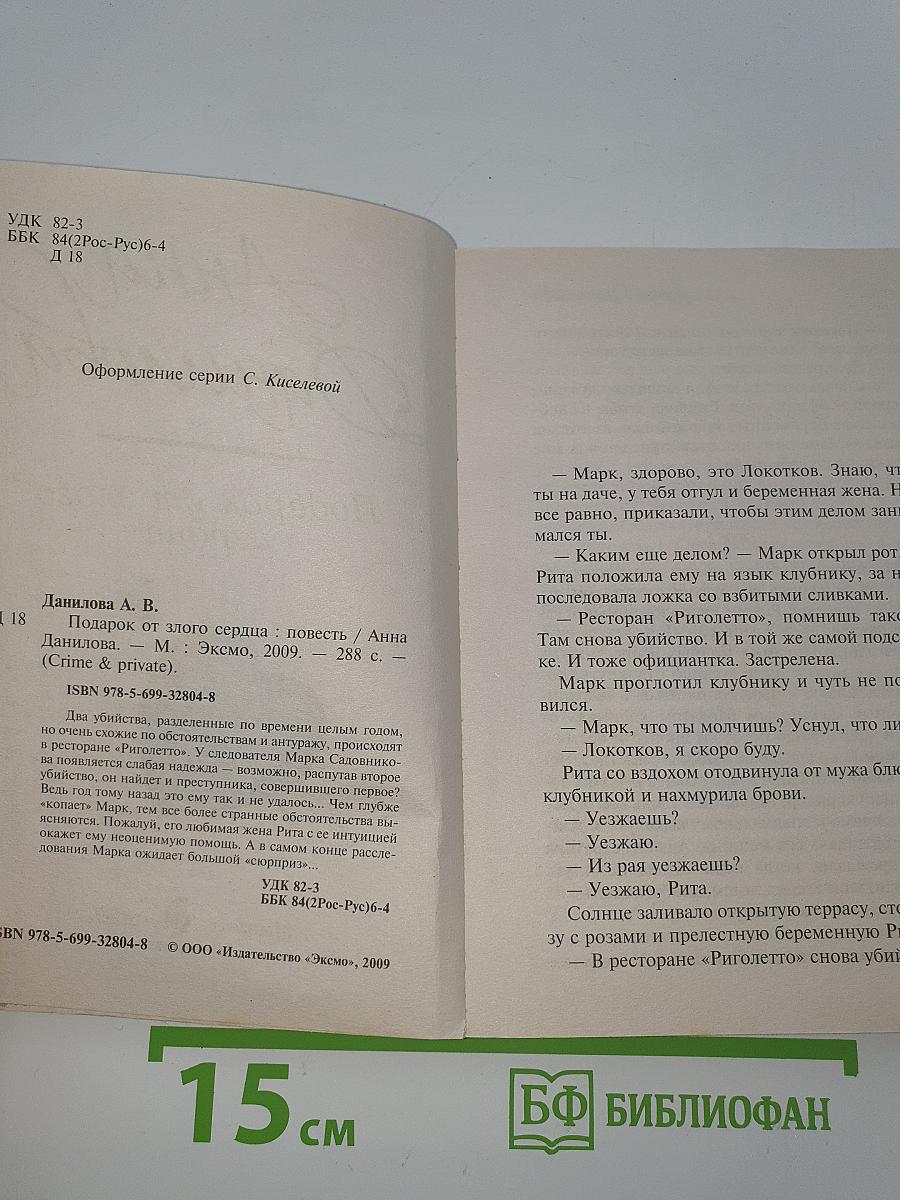 УДК 82-3
ББК 84(2Рос-Рус)6-4
Д 18
Оформление серии С. Киселевой
Данилова А. В.
Д 18 Подарок от злого сердца : повесть / Анна
Данилова. — М. : Эксмо, 2009. — 288 с. —
(Crime & private).
ISBN 978-5-699-32804-8
Два убийства, разделенные по времени целым годом,
но очень схожие по обстоятельствам и антуражу, происходят
в ресторане «Риголетто». У следователя Марка Садовнико-
ва появляется слабая надежда — возможно, распутав второе
убийство, он найдет и преступника, совершившего первое?
Ведь год тому назад это ему так и не удалось... Чем глубже
«копает» Марк, тем все более странные обстоятельства вы-
ясняются. Пожалуй, его любимая жена Рита с ее интуицией
окажет ему неоценимую помощь. А в самом конце рассле-
дования Марка ожидает большой «сюрприз»...
УДК 82-3
ББК 84(2Рос-Рус)6-4
ISBN 978-5-699-32804-8
© ООО «Издательство «Эксмо», 2009
— Марк, здорово, это Локотков. Знаю, чт
ты на даче, у тебя отгул и беременная жена. Н
все равно, приказали, чтобы этим делом зани
мался ты.
— Каким еще делом? — Марк открыл рот,
Рита положила ему на язык клубнику, за н
последовала ложка со взбитыми сливками.
— Ресторан «Риголетто», помнишь тако
Там снова убийство. И в той же самой подс
ке. И тоже официантка. Застрелена.
Марк проглотил клубнику и чуть не по
вился.
— Марк, что ты молчишь? Уснул, что ли
— Локотков, я скоро буду.
Рита со вздохом отодвинула от мужа блю
клубникой и нахмурила брови.
— Уезжаешь?
— Уезжаю.
— Из рая уезжаешь?
— Уезжаю, Рита.
Солнце заливало открытую террасу, сто
зу с розами и прелестную беременную Ри
— В ресторане «Риголетто» снова убий
15 см
БФ БИБЛИОФАН